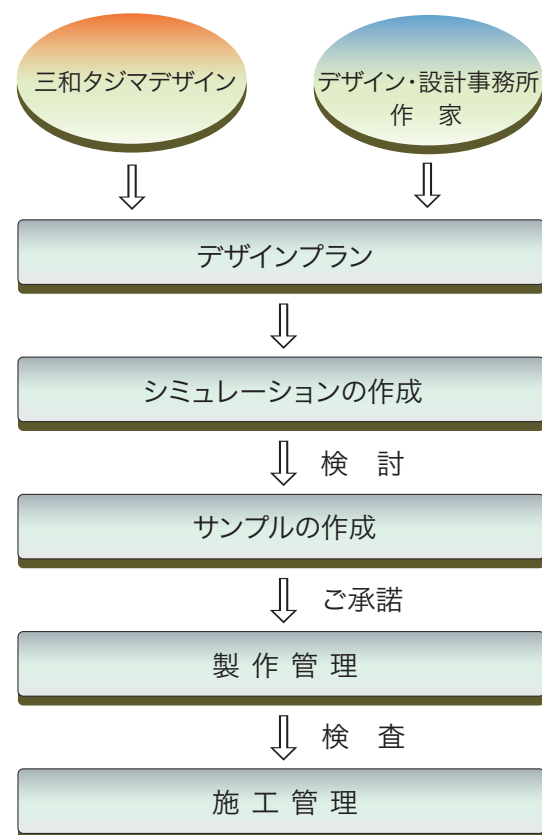 三和タジマデザイン
デザイン・設計事務所
作　家
デザインプラン
シミュレーションの作成
検　討
サンプルの作成
ご承諾
製 作 管 理
検　査
施 工 管 理